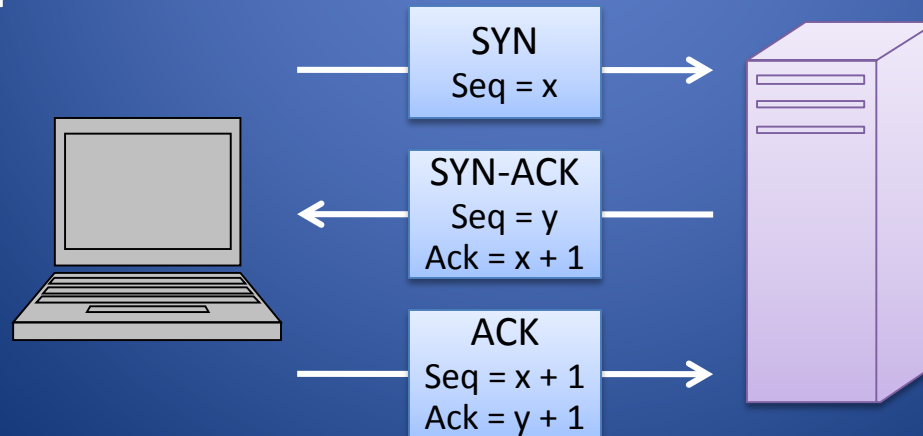 SYN
Seq = x
SYN-ACK
Seq = y
Ack = x + 1
ACK
Seq = x + 1
Ack = y + 1